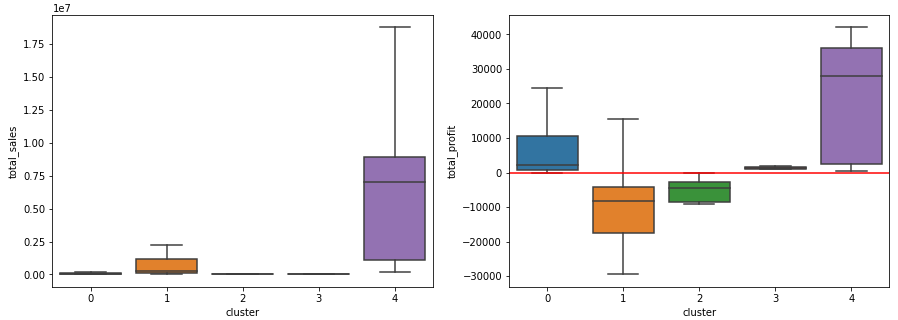 1e7
1.75
1.50
1.25
1.00
0.75
0.50
0.25
0.00
total_sales
0 1 2 3 4
cluster
40000
30000
20000
10000
0
−10000
−20000
−30000
total_profit
0 1 2 3 4
cluster